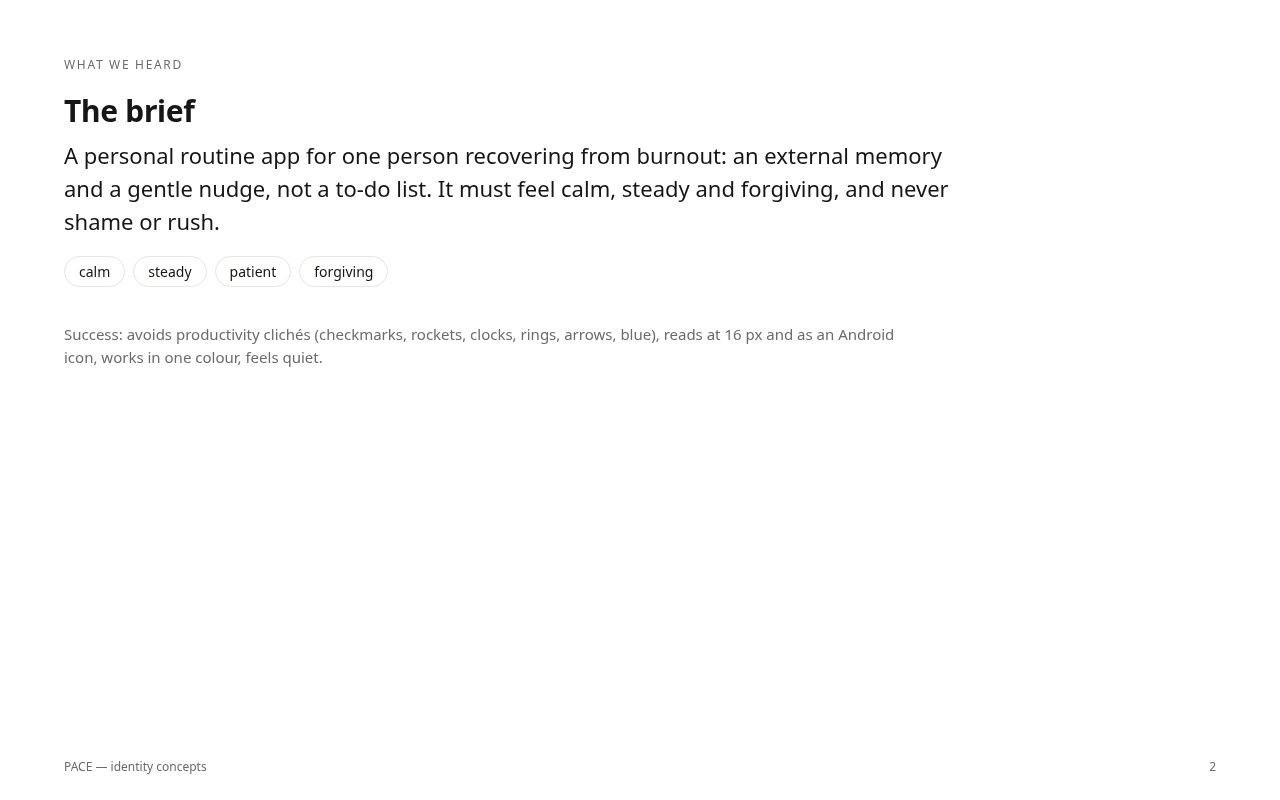 WHAT WE HEARD
The brief
A personal routine app for one person recovering from burnout: an external memory
and a gentle nudge, not a to-do list. It must feel calm, steady and forgiving, and never
shame or rush.
calm steady patient forgiving
Success: avoids productivity clichés (checkmarks, rockets, clocks, rings, arrows, blue), reads at 16 px and as an Android
icon, works in one colour, feels quiet.
PACE — identity concepts 2